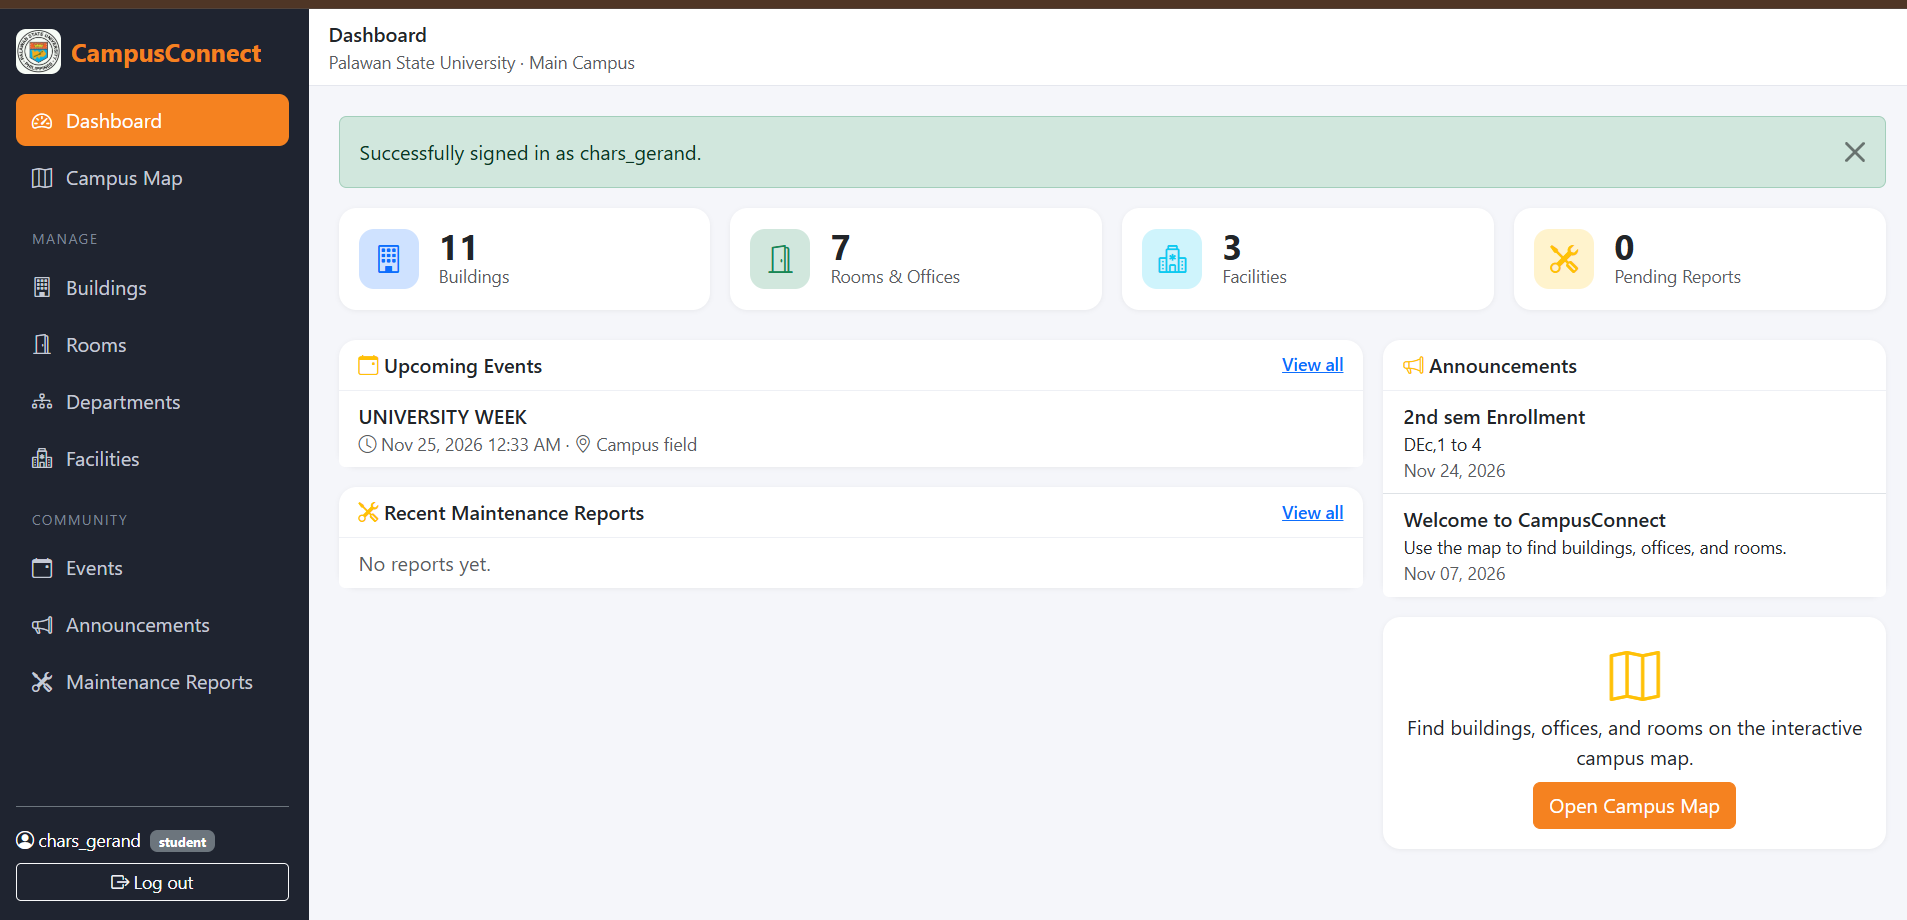 CampusConnect
Dashboard
Campus Map
MANAGE
Buildings
Rooms
Departments
Facilities
COMMUNITY
Events
Announcements
Maintenance Reports
chars_gerand student
Log out
Dashboard
Palawan State University · Main Campus
Successfully signed in as chars_gerand.
11
Buildings
7
Rooms & Offices
3
Facilities
0
Pending Reports
Upcoming Events View all
UNIVERSITY WEEK
Nov 25, 2026 12:33 AM · Campus field
Recent Maintenance Reports View all
No reports yet.
Announcements
2nd sem Enrollment
DEc,1 to 4
Nov 24, 2026
Welcome to CampusConnect
Use the map to find buildings, offices, and rooms.
Nov 07, 2026
Find buildings, offices, and rooms on the interactive
campus map.
Open Campus Map